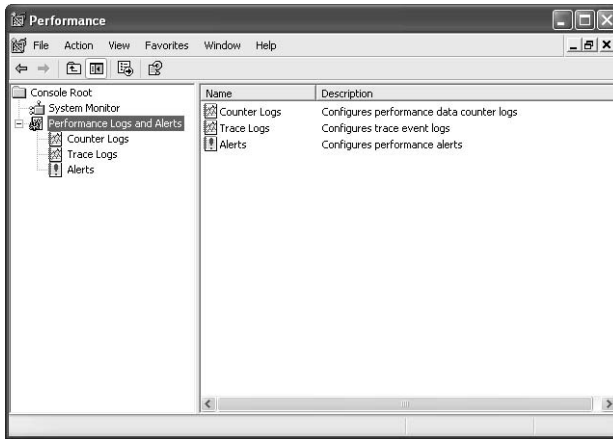 Performance
File Action View Favorites Window Help
Console Root
System Monitor
Performance Logs and Alerts
Counter Logs
Trace Logs
Alerts
Name Description
Counter Logs Configures performance data counter logs
Trace Logs Configures trace event logs
Alerts Configures performance alerts